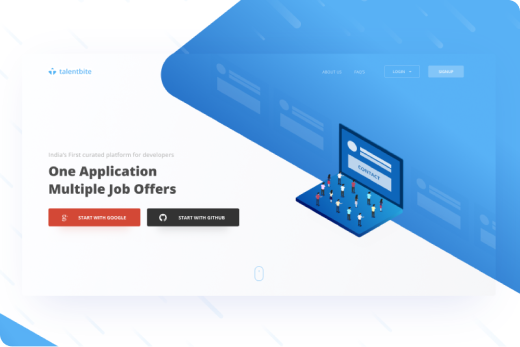 talentbite
ABOUT US
FAQ'S
LOGIN
SIGNUP
India's First curated platform for developers
One Application
Multiple Job Offers
START WITH GOOGLE
START WITH GITHUB
CONTACT